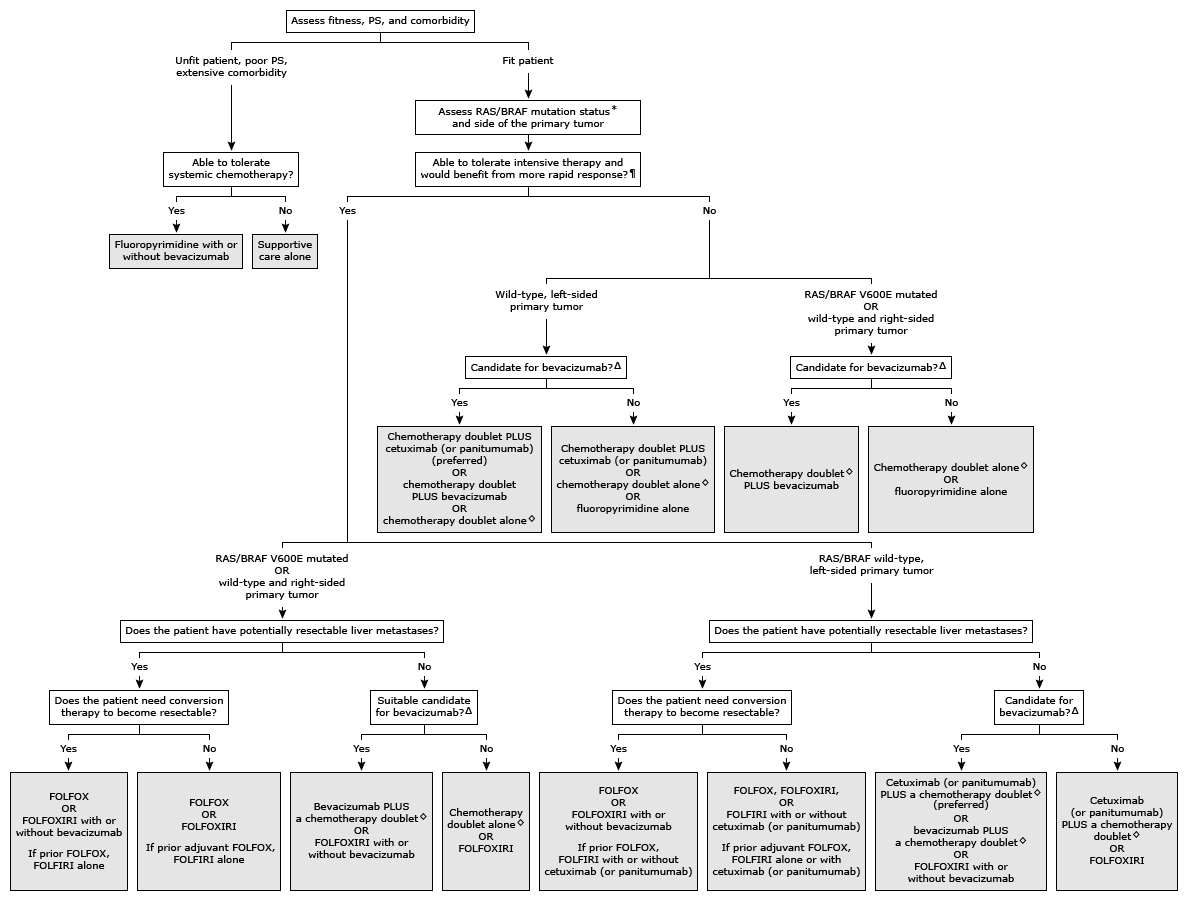 Assess fitness, PS, and comorbidity
Unfit patient, poor PS,
extensive comorbidity
Fit patient
Assess RAS/BRAF mutation status*
and side of the primary tumor
Able to tolerate
systemic chemotherapy?
Able to tolerate intensive therapy and
would benefit from more rapid response?¶
Yes
No
Yes
No
Fluoropyrimidine with or
without bevacizumab
Supportive
care alone
Wild-type, left-sided
primary tumor
RAS/BRAF V600E mutated
OR
wild-type and right-sided
primary tumor
Candidate for bevacizumab?Δ
Candidate for bevacizumab?Δ
Yes
No
Yes
No
Chemotherapy doublet PLUS
cetuximab (or panitumumab)
(preferred)
OR
chemotherapy doublet
PLUS bevacizumab
OR
chemotherapy doublet alone◊
Chemotherapy doublet PLUS
cetuximab (or panitumumab)
OR
chemotherapy doublet alone◊
OR
fluoropyrimidine alone
Chemotherapy doublet◊
PLUS bevacizumab
Chemotherapy doublet alone◊
OR
fluoropyrimidine alone
RAS/BRAF V600E mutated
OR
wild-type and right-sided
primary tumor
RAS/BRAF wild-type,
left-sided primary tumor
Does the patient have potentially resectable liver metastases?
Does the patient have potentially resectable liver metastases?
Yes
No
Yes
No
Does the patient need conversion
therapy to become resectable?
Suitable candidate
for bevacizumab?Δ
Does the patient need conversion
therapy to become resectable?
Candidate for
bevacizumab?Δ
Yes
No
Yes
No
Yes
No
Yes
No
FOLFOX
OR
FOLFOXIRI with or
without bevacizumab
If prior FOLFOX,
FOLFIRI alone
FOLFOX
OR
FOLFOXIRI
If prior adjuvant FOLFOX,
FOLFIRI alone
Bevacizumab PLUS
a chemotherapy doublet◊
OR
FOLFOXIRI with or
without bevacizumab
Chemotherapy
doublet alone◊
OR
FOLFOXIRI
FOLFOX
OR
FOLFOXIRI with or
without bevacizumab
If prior FOLFOX,
FOLFIRI with or without
cetuximab (or panitumumab)
FOLFOX, FOLFOXIRI,
OR
FOLFIRI with or without
cetuximab (or panitumumab)
If prior adjuvant FOLFOX,
FOLFIRI alone or with
cetuximab (or panitumumab)
Cetuximab (or panitumumab)
PLUS a chemotherapy doublet◊
(preferred)
OR
bevacizumab PLUS
a chemotherapy doublet◊
OR
FOLFOXIRI with or
without bevacizumab
Cetuximab
(or panitumumab)
PLUS a chemotherapy
doublet◊
OR
FOLFOXIRI